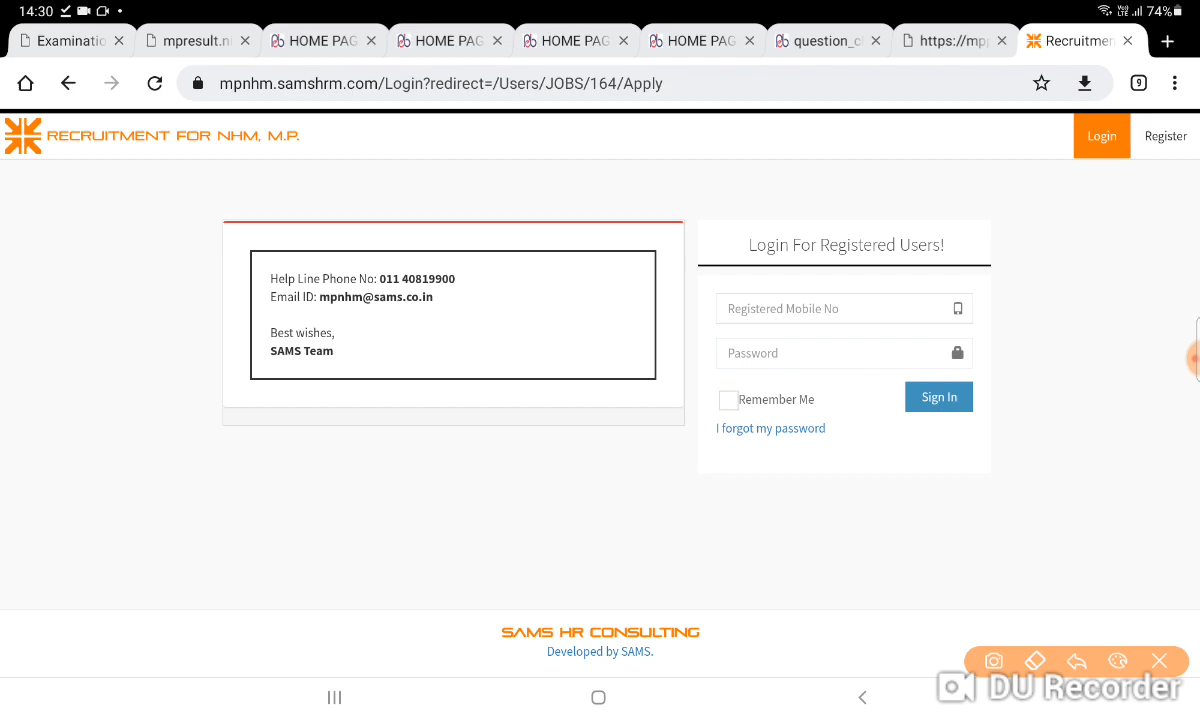 14:30 74%
Examinatio mpresult.ni HOME PAG HOME PAG HOME PAG HOME PAG question_cl https://mpp Recruitmen
mpnhm.samshrm.com/Login?redirect=/Users/JOBS/164/Apply 9
RECRUITMENT FOR NHM, M.P. Login Register
Login For Registered Users!
Help Line Phone No: 011 40819900
Email ID: mpnhm@sams.co.in
Best wishes,
SAMS Team
Registered Mobile No
Password
Remember Me Sign In
I forgot my password
SAMS HR CONSULTING
Developed by SAMS.
DU Recorder